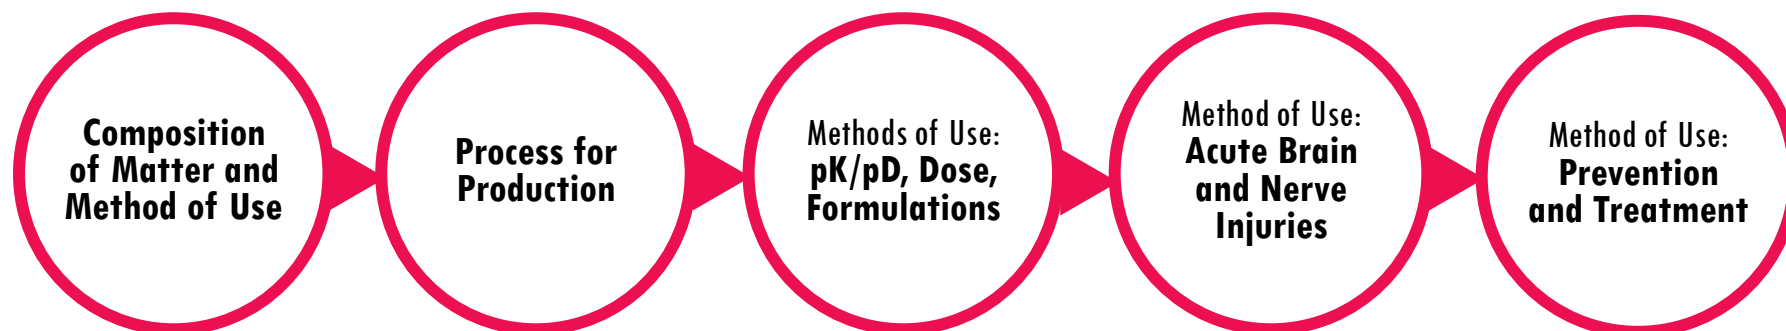 Composition
of Matter and
Method of Use
Process for
Production
Methods of Use:
pK/pD, Dose,
Formulations
Method of Use:
Acute Brain
and Nerve
Injuries
Method of Use:
Prevention
and Treatment